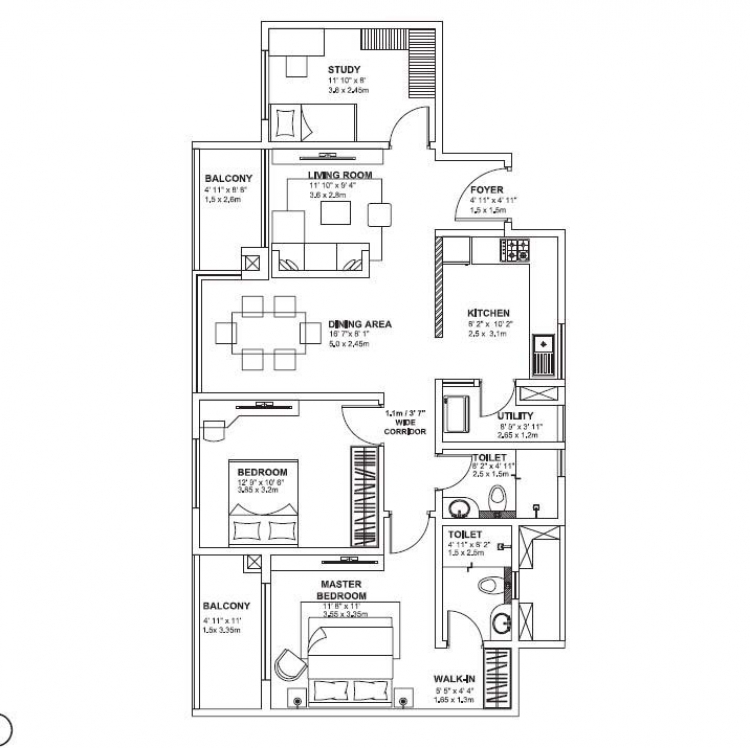 STUDY
11' 10" x 8'
3.6 x 2.45m
BALCONY
4' 11" x 8' 6"
1.5 x 2.6m
LIVING ROOM
11' 10" x 9' 4"
3.6 x 2.8m
FOYER
4' 11" x 4' 11"
1.5 x 1.5m
KITCHEN
8' 2" x 10' 2"
2.5 x 3.1m
DINING AREA
16' 7"x 8' 1"
5.0 x 2.45m
1.1m / 3' 7"
WIDE
CORRIDOR
UTILITY
8' 9" x 3' 11"
2.65 x 1.2m
BEDROOM
12' 9" x 10' 6"
3.85 x 3.2m
TOILET
8' 2" x 4' 11"
2.5 x 1.5m
TOILET
4' 11" x 8' 2"
1.5 x 2.5m
BALCONY
4' 11" x 11'
1.5x 3.35m
MASTER
BEDROOM
11' 8" x 11'
3.55 x 3.35m
WALK-IN
5' 5" x 4' 4"
1.65 x 1.3m